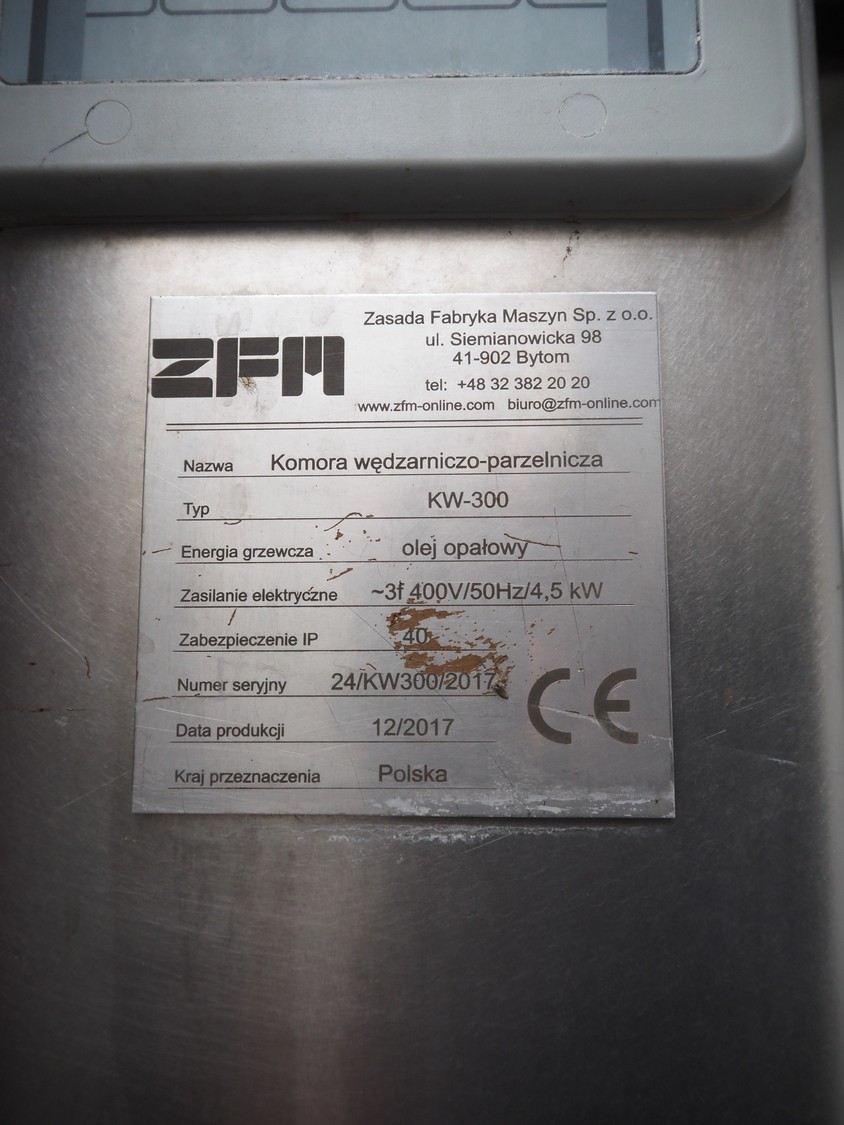 ZFM
Zasada Fabryka Maszyn Sp. z o.o.
ul. Siemianowicka 98
41-902 Bytom
tel: +48 32 382 20 20
www.zfm-online.com biuro@zfm-online.com
Nazwa Komora wędzarniczo-parzelnicza
Typ KW-300
Energia grzewcza olej opałowy
Zasilanie elektryczne ~3f 400V/50Hz/4,5 kW
Zabezpieczenie IP 40
Numer seryjny 24/KW300/2017
Data produkcji 12/2017
Kraj przeznaczenia Polska
CE